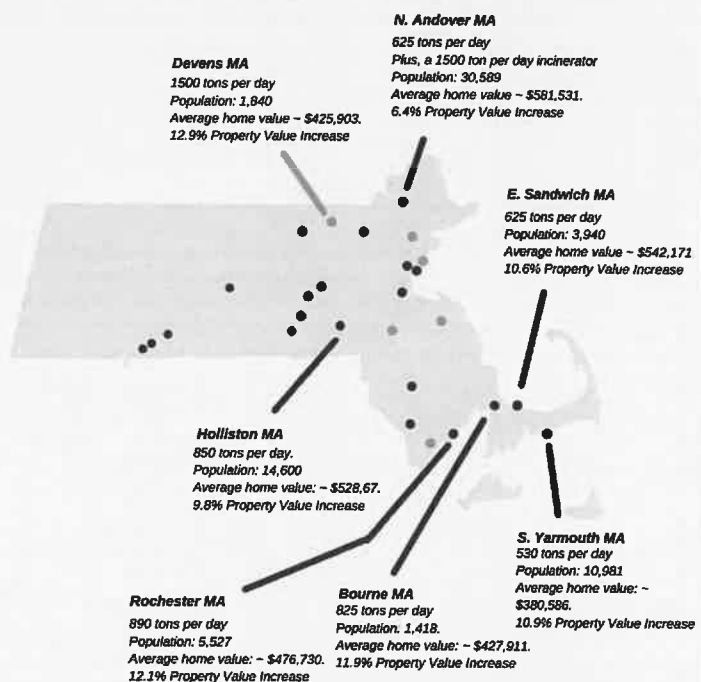 N. Andover MA
625 tons per day
Plus, a 1500 ton per day incinerator
Population: 30,589
Average home value ~ $581,531.
6.4% Property Value Increase
Devens MA
1500 tons per day
Population: 1,840
Average home value ~ $425,903.
12.9% Property Value Increase
E. Sandwich MA
625 tons per day
Population: 3,940
Average home value ~ $542,171
10.6% Property Value Increase
Holliston MA
850 tons per day.
Population: 14,600
Average home value: ~ $528,67.
9.8% Property Value Increase
S. Yarmouth MA
530 tons per day
Population: 10,981
Average home value: ~
$380,586.
10.9% Property Value Increase
Rochester MA
890 tons per day
Population: 5,527
Average home value: ~ $476,730.
12.1% Property Value Increase
Bourne MA
825 tons per day
Population: 1,418.
Average home value: ~ $427,911.
11.9% Property Value Increase